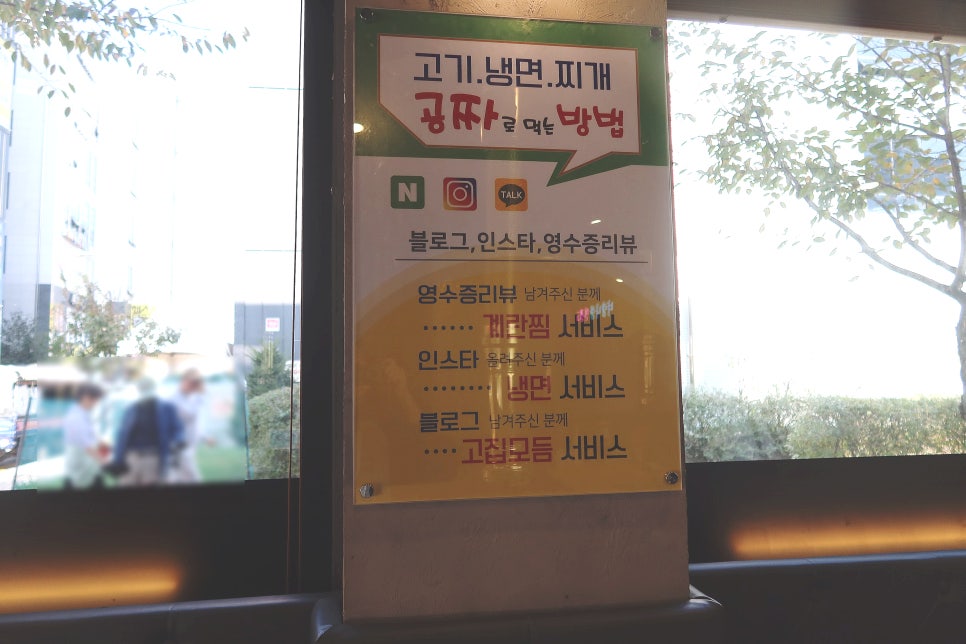 고기.냉면.찌개
공짜로 먹는 방법
N
TALK
블로그,인스타,영수증리뷰
영수증리뷰 남겨주신 분께
...... 계란찜 서비스
인스타 올려주신 분께
........ 냉면 서비스
블로그 남겨주신 분께
.... 고집모듬 서비스